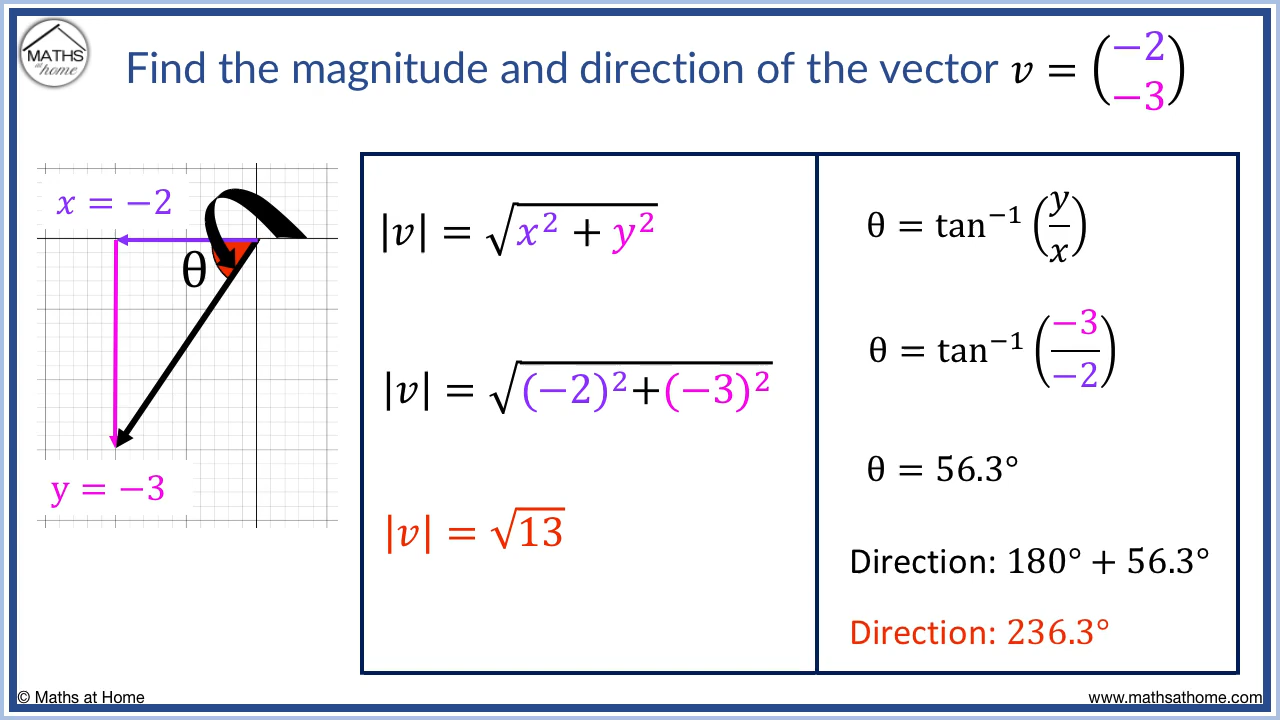 MATHS
at
home
Find the magnitude and direction of the vector v = (−2 −3)
x = −2
θ
y = −3
|v| = √x² + y²
|v| = √(−2)²+(−3)²
|v| = √13
θ = tan⁻¹ (y/x)
θ = tan⁻¹ (−3/−2)
θ = 56.3°
Direction: 180° + 56.3°
Direction: 236.3°
© Maths at Home
www.mathsathome.com